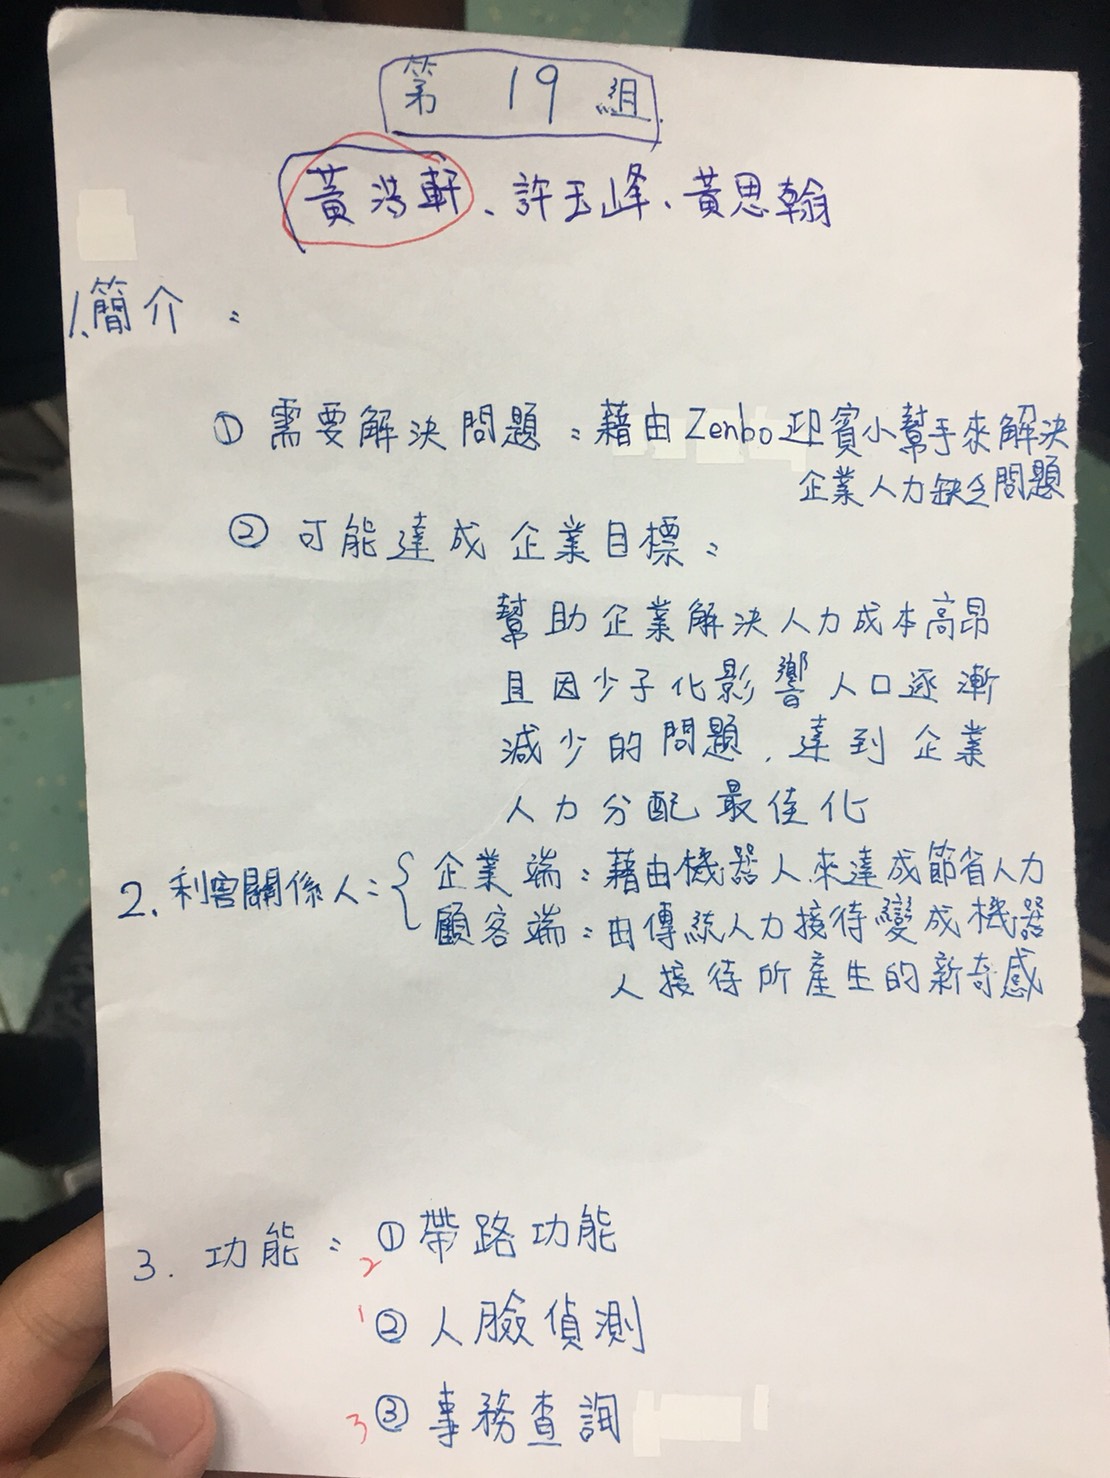 第 19 組
黃浩軒、許玉峰、黃思翰
1.簡介：
① 需要解決問題：藉由Zenbo迎賓小幫手來解決
企業人力缺乏問題
② 可能達成企業目標：
幫助企業解決人力成本高昂
且因少子化影響人口逐漸
減少的問題，達到企業
人力分配最佳化
2.利害關係人：{企業端：藉由機器人來達成節省人力
顧客端：由傳統人力接待變成機器
人接待所產生的新奇感
3. 功能：①帶路功能
2
1 ②人臉偵測
3 ③事務查詢